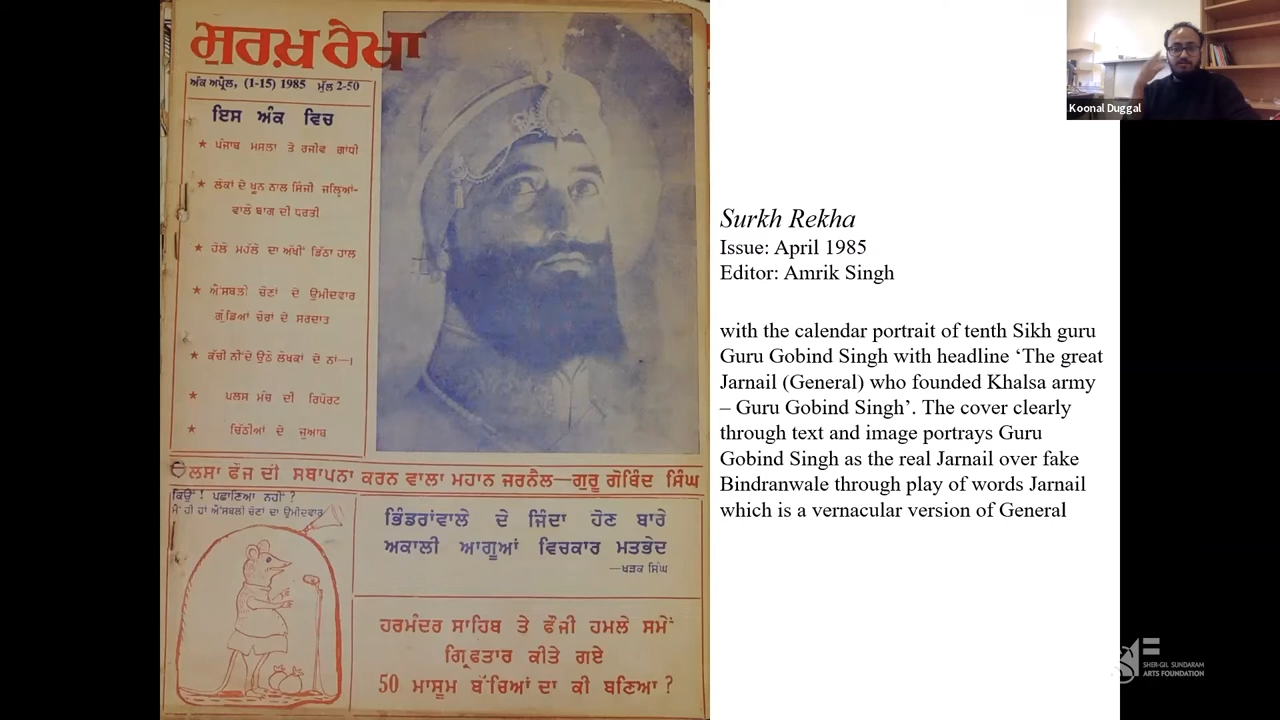 ਸੁਰਖ਼ ਰੇਖਾ
ਅੰਕ ਅਪ੍ਰੈਲ, (1-15) 1985 ਮੁੱਲ 2-50
ਇਸ ਅੰਕ ਵਿਚ
★ ਪੰਜਾਬ ਮਸਲਾ ਤੇ ਰਜੀਵ ਗਾਂਧੀ
★ ਲੋਕਾਂ ਦੇ ਖੂਨ ਨਾਲ ਸਿੰਜੀ ਜਲ੍ਹਿਆਂ-
ਵਾਲੇ ਬਾਗ ਦੀ ਧਰਤੀ
★ ਹੋਲੇ ਮਹੱਲੇ ਦਾ ਅੱਖੀਂ ਡਿੱਠਾ ਹਾਲ
★ ਅੰਸਬਲੀ ਚੋਣਾਂ ਦੇ ਉਮੀਦਵਾਰ
ਗੁੰਡਿਆਂ ਚੋਰਾਂ ਦੇ ਸਰਦਾਤ
★ ਕੱਚੀ ਨੀਂਦੇ ਉਠੇ ਲੇਖਕਾਂ ਦੇ ਨਾਂ—।
★ ਪਲਸ ਮੰਚ ਦੀ ਰਿਪੋਰਟ
★ ਚਿੱਠੀਆਂ ਦੇ ਜੁਆਬ
ਲਸਾ ਫੌਜ ਦੀ ਸਥਾਪਨਾ ਕਰਨ ਵਾਲਾ ਮਹਾਨ ਜਰਨੈਲ—ਗੁਰੂ ਗੋਬਿੰਦ ਸਿੰਘ
ਕਿਉਂ ! ਪਛਾਣਿਆ ਨਹੀਂ ?
ਮੈਂ ਹੀ ਹਾਂ ਅੰਸਬਲੀ ਚੋਣਾਂ ਦਾ ਉਮੀਦਵਾਰ
ਭਿੰਡਰਾਂਵਾਲੇ ਦੇ ਜਿੰਦਾ ਹੋਣ ਬਾਰੇ
ਅਕਾਲੀ ਆਗੂਆਂ ਵਿਚਕਾਰ ਮਤਭੇਦ
—ਖੜਕ ਸਿੰਘ
ਹਰਮੰਦਰ ਸਾਹਿਬ ਤੇ ਫੌਜੀ ਹਮਲੇ ਸਮੇਂ
ਗ੍ਰਿਫਤਾਰ ਕੀਤੇ ਗਏ
50 ਮਾਸੂਮ ਬੱਚਿਆਂ ਦਾ ਕੀ ਬਣਿਆ ?
Surkh Rekha
Issue: April 1985
Editor: Amrik Singh
with the calendar portrait of tenth Sikh guru
Guru Gobind Singh with headline ‘The great
Jarnail (General) who founded Khalsa army
– Guru Gobind Singh’. The cover clearly
through text and image portrays Guru
Gobind Singh as the real Jarnail over fake
Bindranwale through play of words Jarnail
which is a vernacular version of General
Koonal Duggal
SHER-GIL SUNDARAM
ARTS FOUNDATION